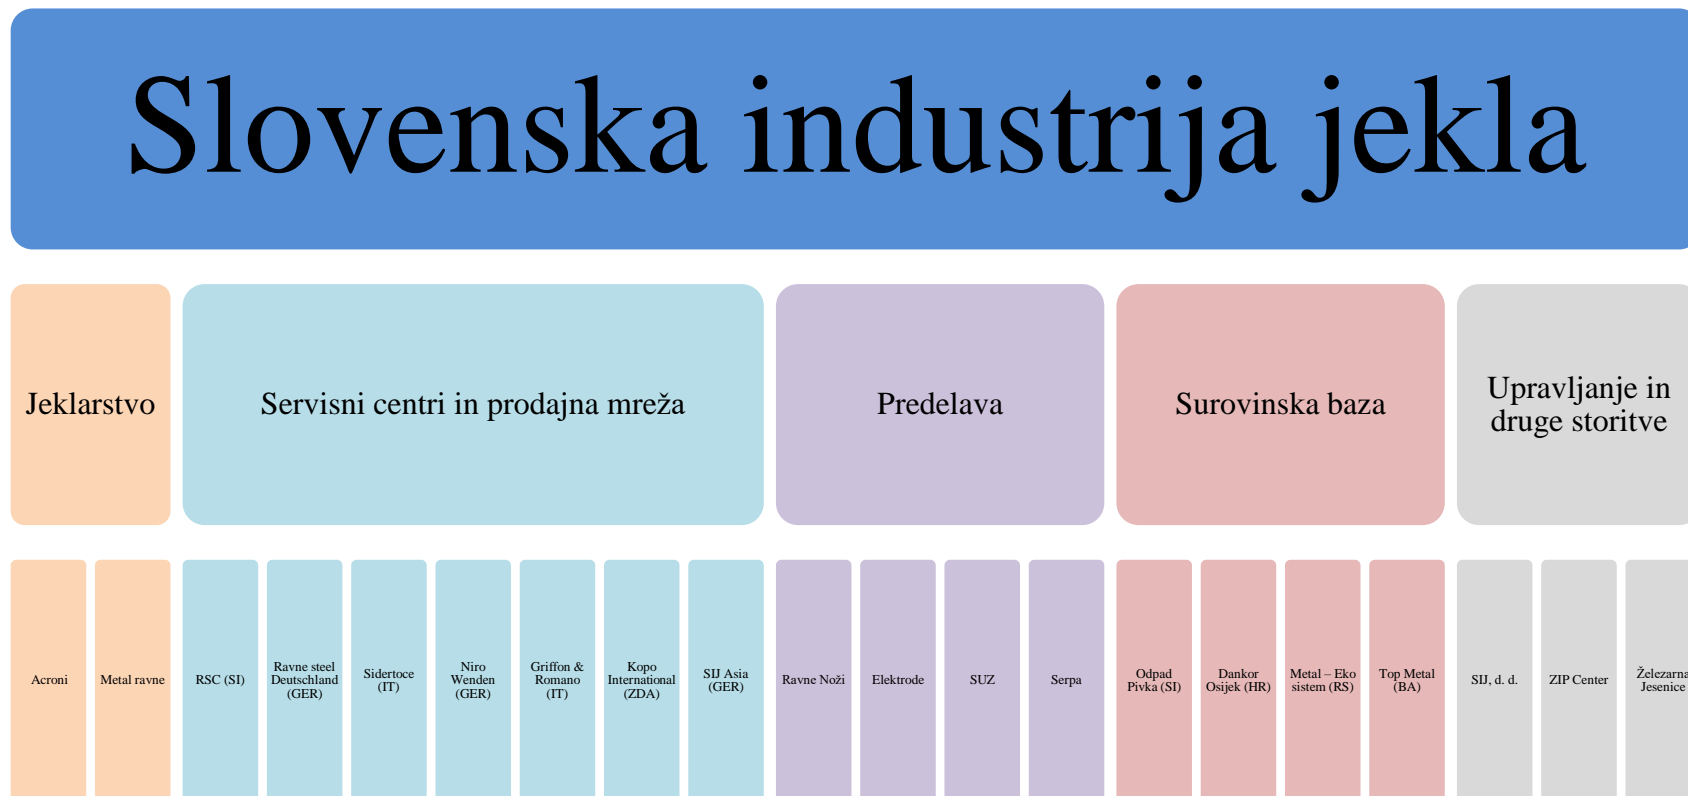 Slovenska industrija jekla
Jeklarstvo
Servisni centri in prodajna mreža
Predelava
Surovinska baza
Upravljanje in
druge storitve
Acroni
Metal ravne
RSC (SI)
Ravne steel
Deutschland
(GER)
Sidertoce
(IT)
Niro
Wenden
(GER)
Griffon &
Romano
(IT)
Kopo
International
(ZDA)
SIJ Asia
(GER)
Ravne Noži
Elektrode
SUZ
Serpa
Odpad
Pivka (SI)
Dankor
Osijek (HR)
Metal – Eko
sistem (RS)
Top Metal
(BA)
SIJ, d. d.
ZIP Center
Železarna
Jesenice